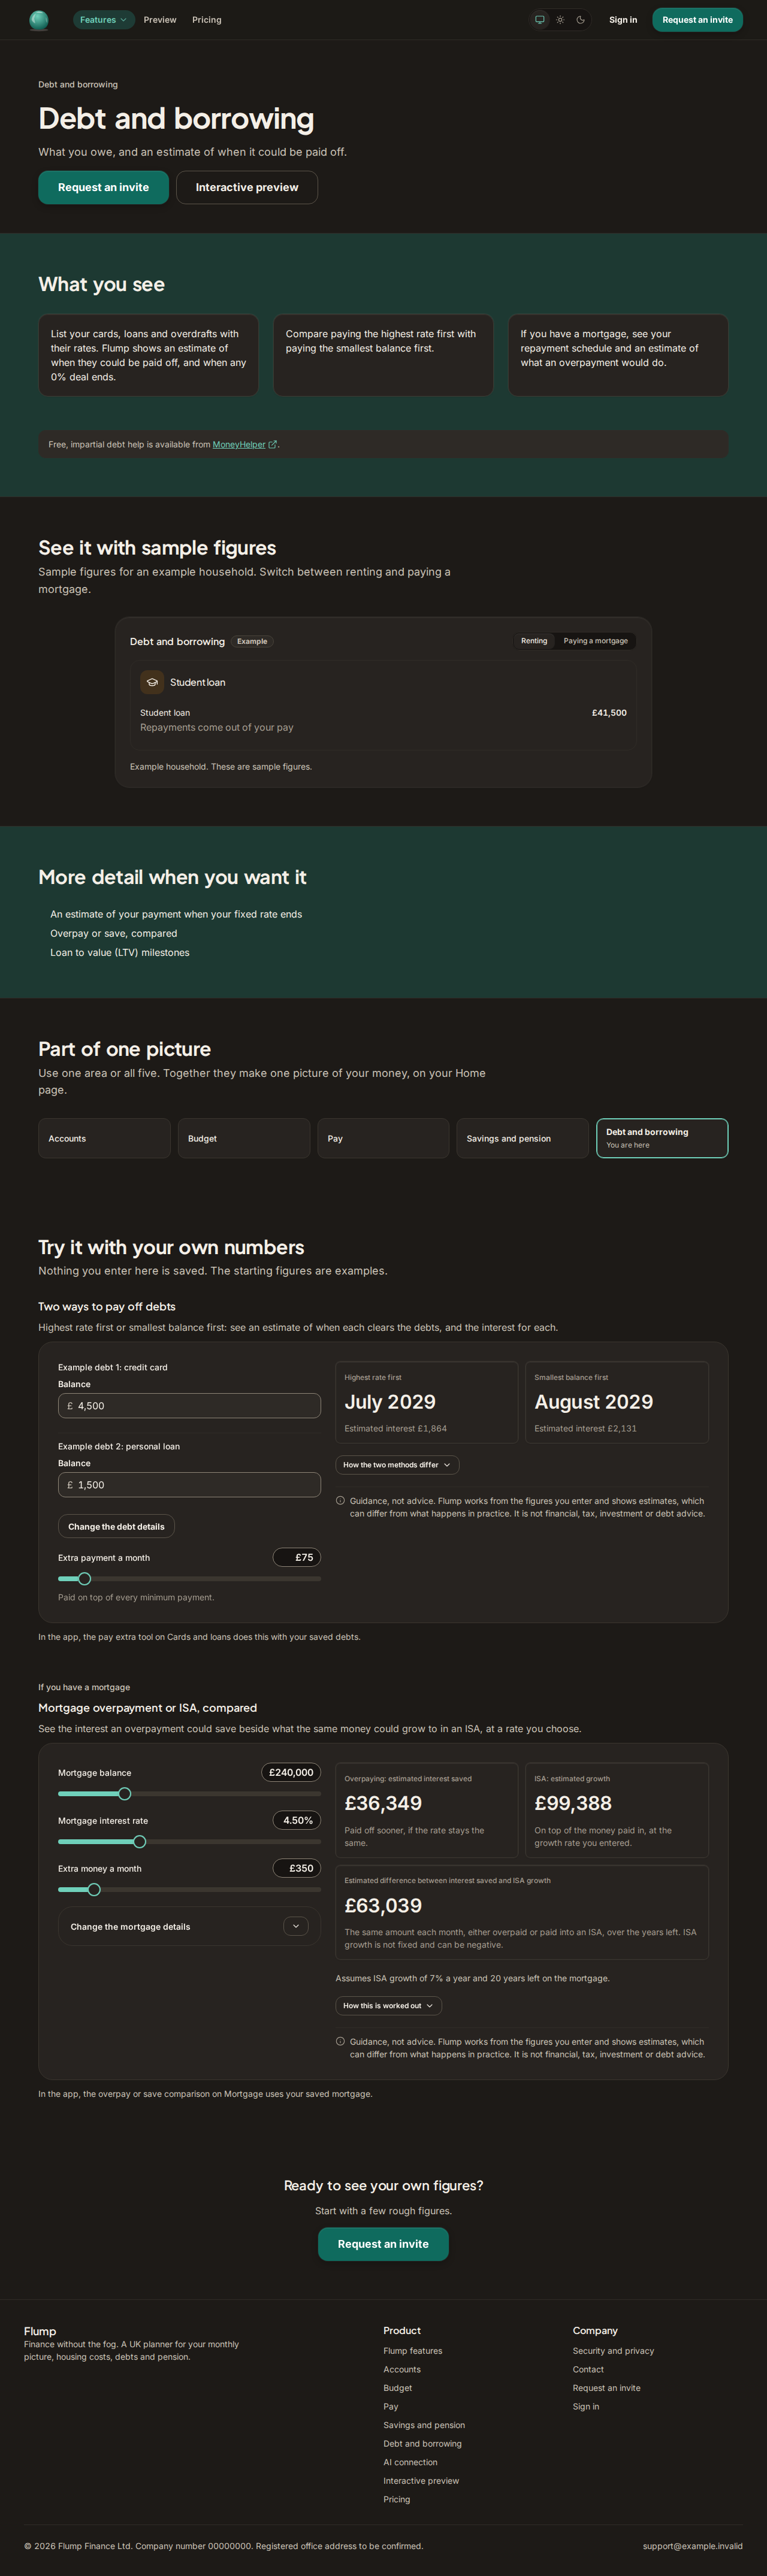 Features
Preview
Pricing
Sign in
Request an invite
Debt and borrowing
Debt and borrowing
What you owe, and an estimate of when it could be paid off.
Request an invite
Interactive preview
What you see
List your cards, loans and overdrafts with
their rates. Flump shows an estimate of
when they could be paid off, and when any
0% deal ends.
Compare paying the highest rate first with
paying the smallest balance first.
If you have a mortgage, see your
repayment schedule and an estimate of
what an overpayment would do.
Free, impartial debt help is available from MoneyHelper.
See it with sample figures
Sample figures for an example household. Switch between renting and paying a
mortgage.
Debt and borrowing
Example
Renting
Paying a mortgage
Student loan
Student loan
£41,500
Repayments come out of your pay
Example household. These are sample figures.
More detail when you want it
An estimate of your payment when your fixed rate ends
Overpay or save, compared
Loan to value (LTV) milestones
Part of one picture
Use one area or all five. Together they make one picture of your money, on your Home
page.
Accounts
Budget
Pay
Savings and pension
Debt and borrowing
You are here
Try it with your own numbers
Nothing you enter here is saved. The starting figures are examples.
Two ways to pay off debts
Highest rate first or smallest balance first: see an estimate of when each clears the debts, and the interest for each.
Example debt 1: credit card
Balance
£ 4,500
Example debt 2: personal loan
Balance
£ 1,500
Change the debt details
Extra payment a month
£75
Paid on top of every minimum payment.
Highest rate first
July 2029
Estimated interest £1,864
Smallest balance first
August 2029
Estimated interest £2,131
How the two methods differ
Guidance, not advice. Flump works from the figures you enter and shows estimates, which
can differ from what happens in practice. It is not financial, tax, investment or debt advice.
In the app, the pay extra tool on Cards and loans does this with your saved debts.
If you have a mortgage
Mortgage overpayment or ISA, compared
See the interest an overpayment could save beside what the same money could grow to in an ISA, at a rate you choose.
Mortgage balance
£240,000
Mortgage interest rate
4.50%
Extra money a month
£350
Change the mortgage details
Overpaying: estimated interest saved
£36,349
Paid off sooner, if the rate stays the
same.
ISA: estimated growth
£99,388
On top of the money paid in, at the
growth rate you entered.
Estimated difference between interest saved and ISA growth
£63,039
The same amount each month, either overpaid or paid into an ISA, over the years left. ISA
growth is not fixed and can be negative.
Assumes ISA growth of 7% a year and 20 years left on the mortgage.
How this is worked out
Guidance, not advice. Flump works from the figures you enter and shows estimates, which
can differ from what happens in practice. It is not financial, tax, investment or debt advice.
In the app, the overpay or save comparison on Mortgage uses your saved mortgage.
Ready to see your own figures?
Start with a few rough figures.
Request an invite
Flump
Finance without the fog. A UK planner for your monthly
picture, housing costs, debts and pension.
Product
Flump features
Accounts
Budget
Pay
Savings and pension
Debt and borrowing
AI connection
Interactive preview
Pricing
Company
Security and privacy
Contact
Request an invite
Sign in
© 2026 Flump Finance Ltd. Company number 00000000. Registered office address to be confirmed.
support@example.invalid